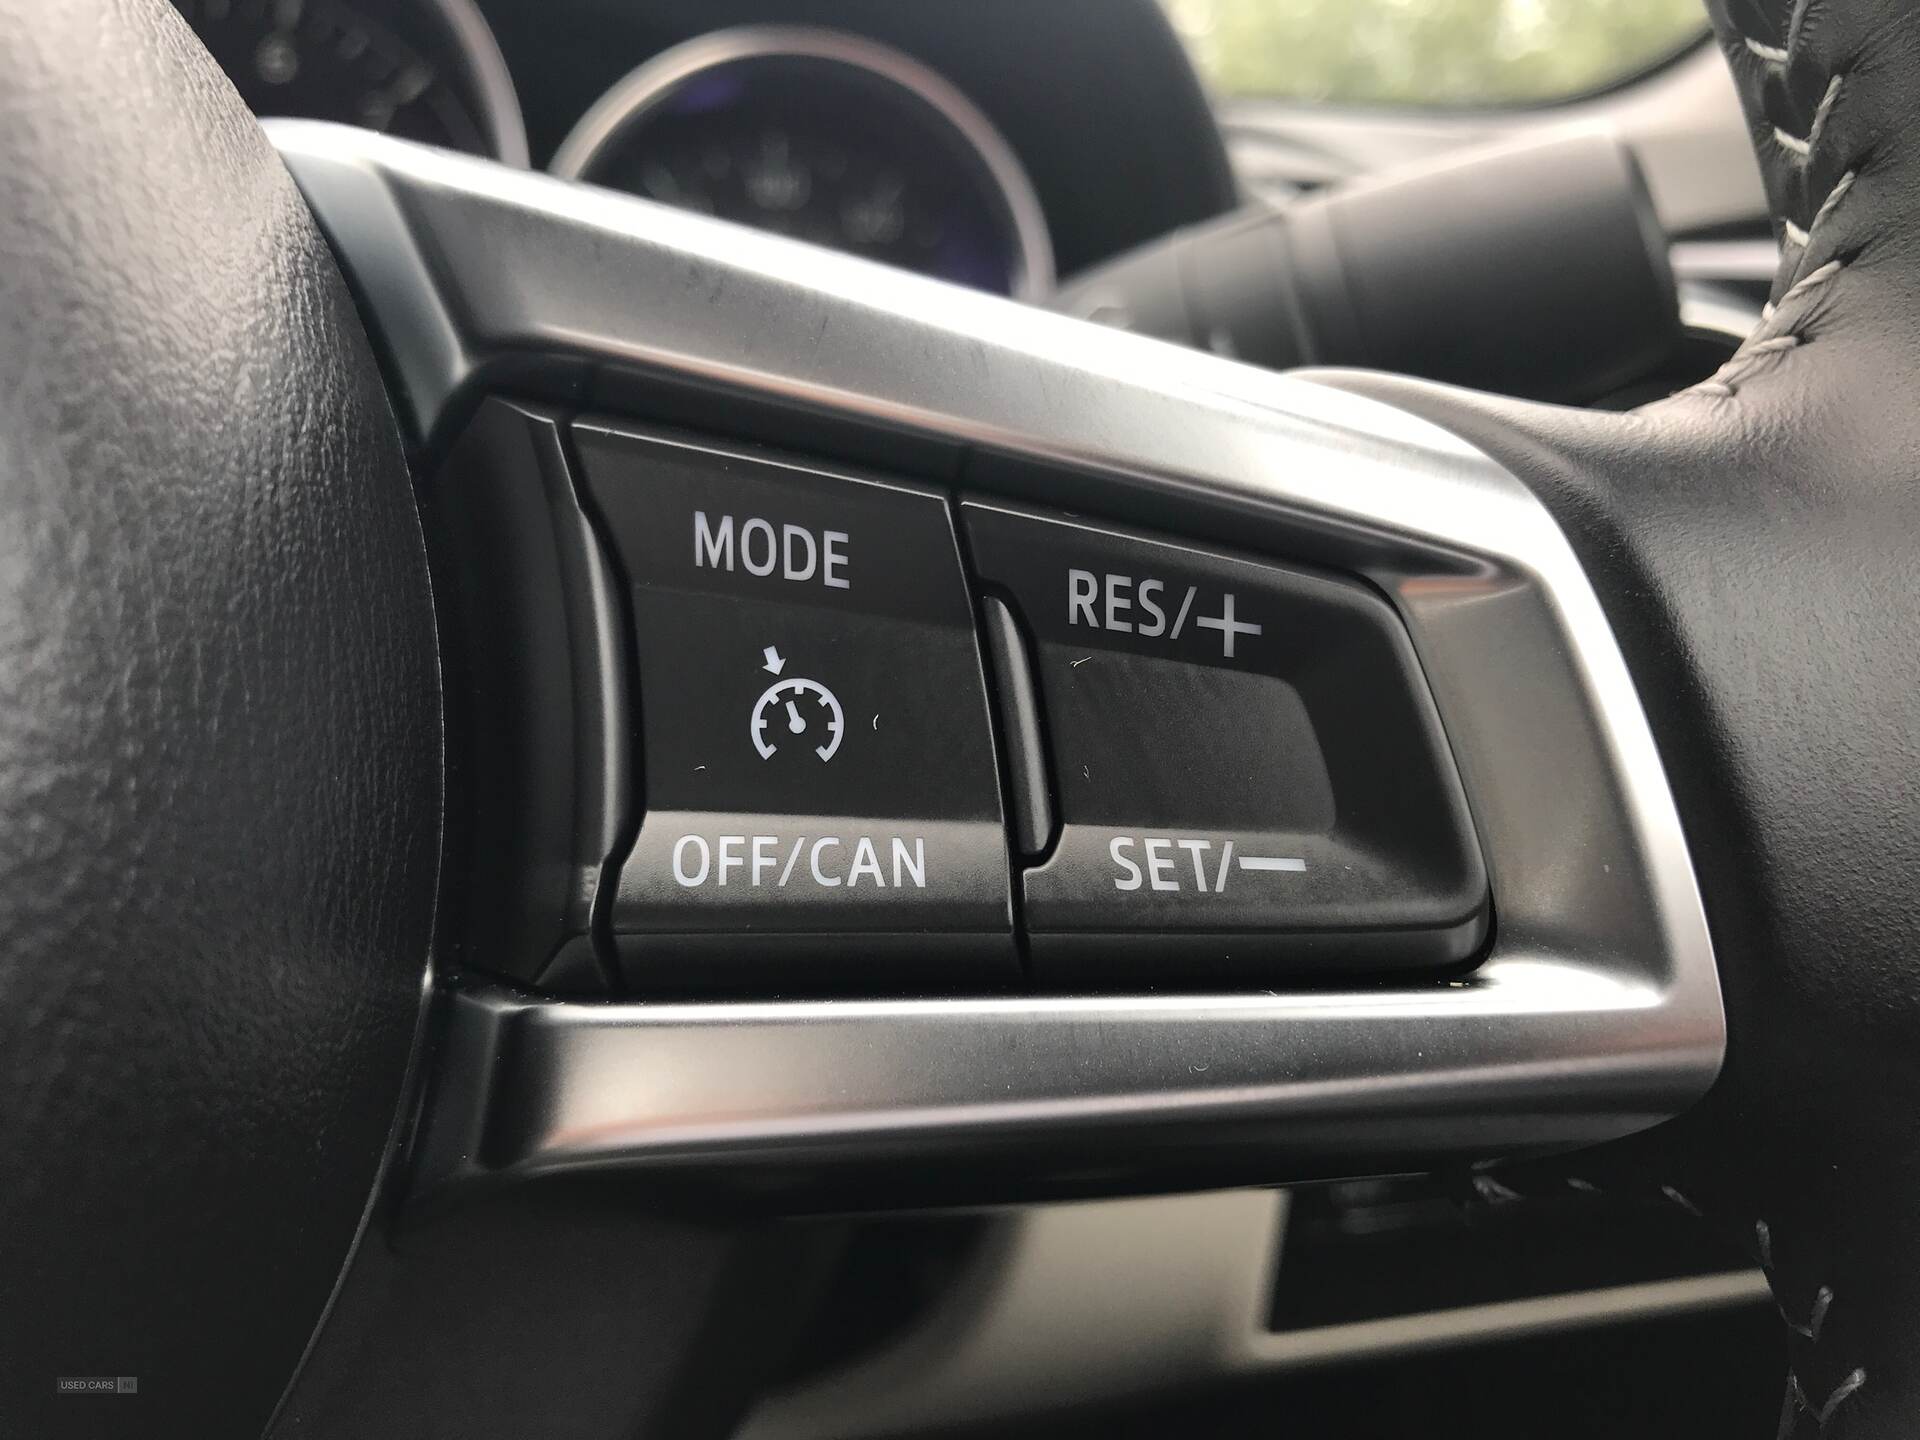 MODE
RES/+
OFF/CAN
SET/−
USED CARS NI